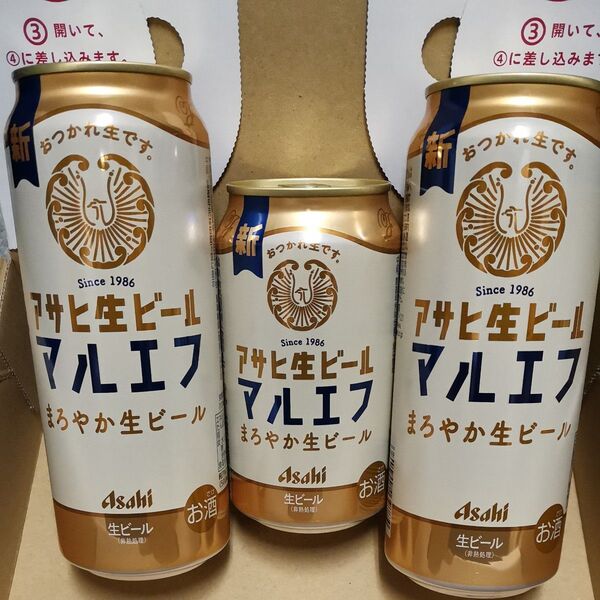 ③ 開いて、
④に差し込みます。
③ 開いて、
④に差し込みます
新
おつかれ生です。
Since 1986
アサヒ生ビール
マルエフ
まろやか生ビール
Asahi
生ビール
(非熱処理)
お酒
新
おつかれ生です。
Since 1986
アサヒ生ビール
マルエフ
まろやか生ビール
Asahi
生ビール
(非熱処理)
お酒
新
おつかれ生です。
Since 1986
アサヒ生ビール
マルエフ
まろやか生ビール
Asahi
生ビール
(非熱処理)
お酒